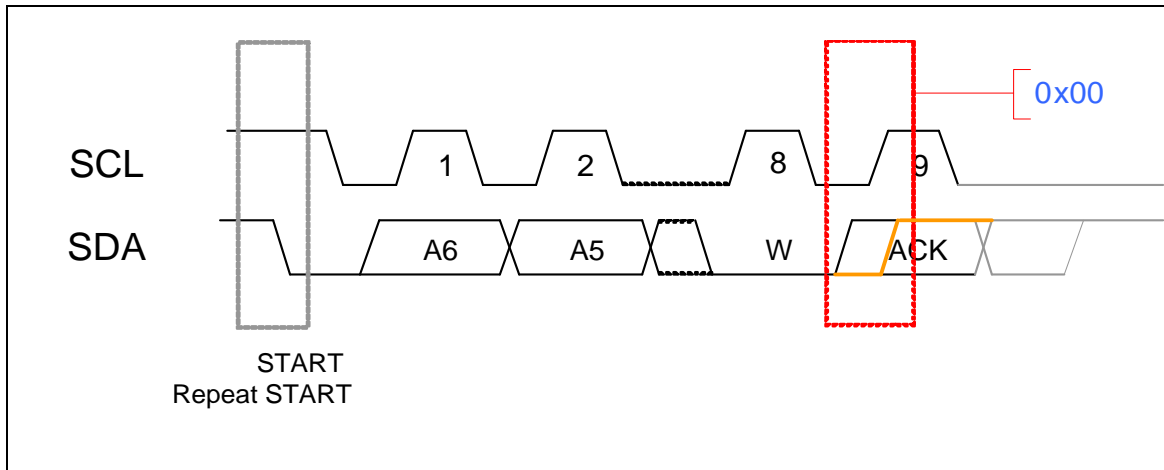 0x00
SCL 1 2 8 9
SDA A6 A5 W ACK
START
Repeat START